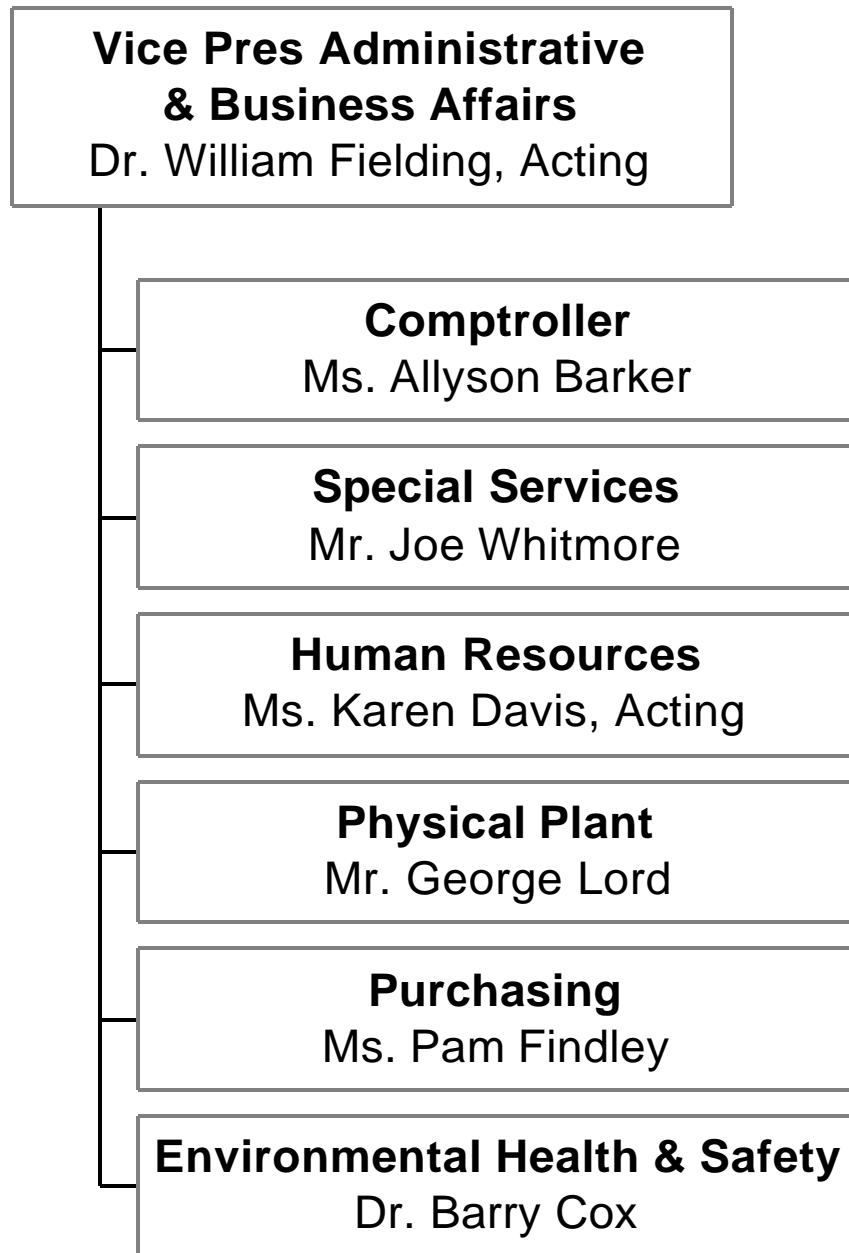 Vice Pres Administrative
& Business Affairs
Dr. William Fielding, Acting
Comptroller
Ms. Allyson Barker
Special Services
Mr. Joe Whitmore
Human Resources
Ms. Karen Davis, Acting
Physical Plant
Mr. George Lord
Purchasing
Ms. Pam Findley
Environmental Health & Safety
Dr. Barry Cox